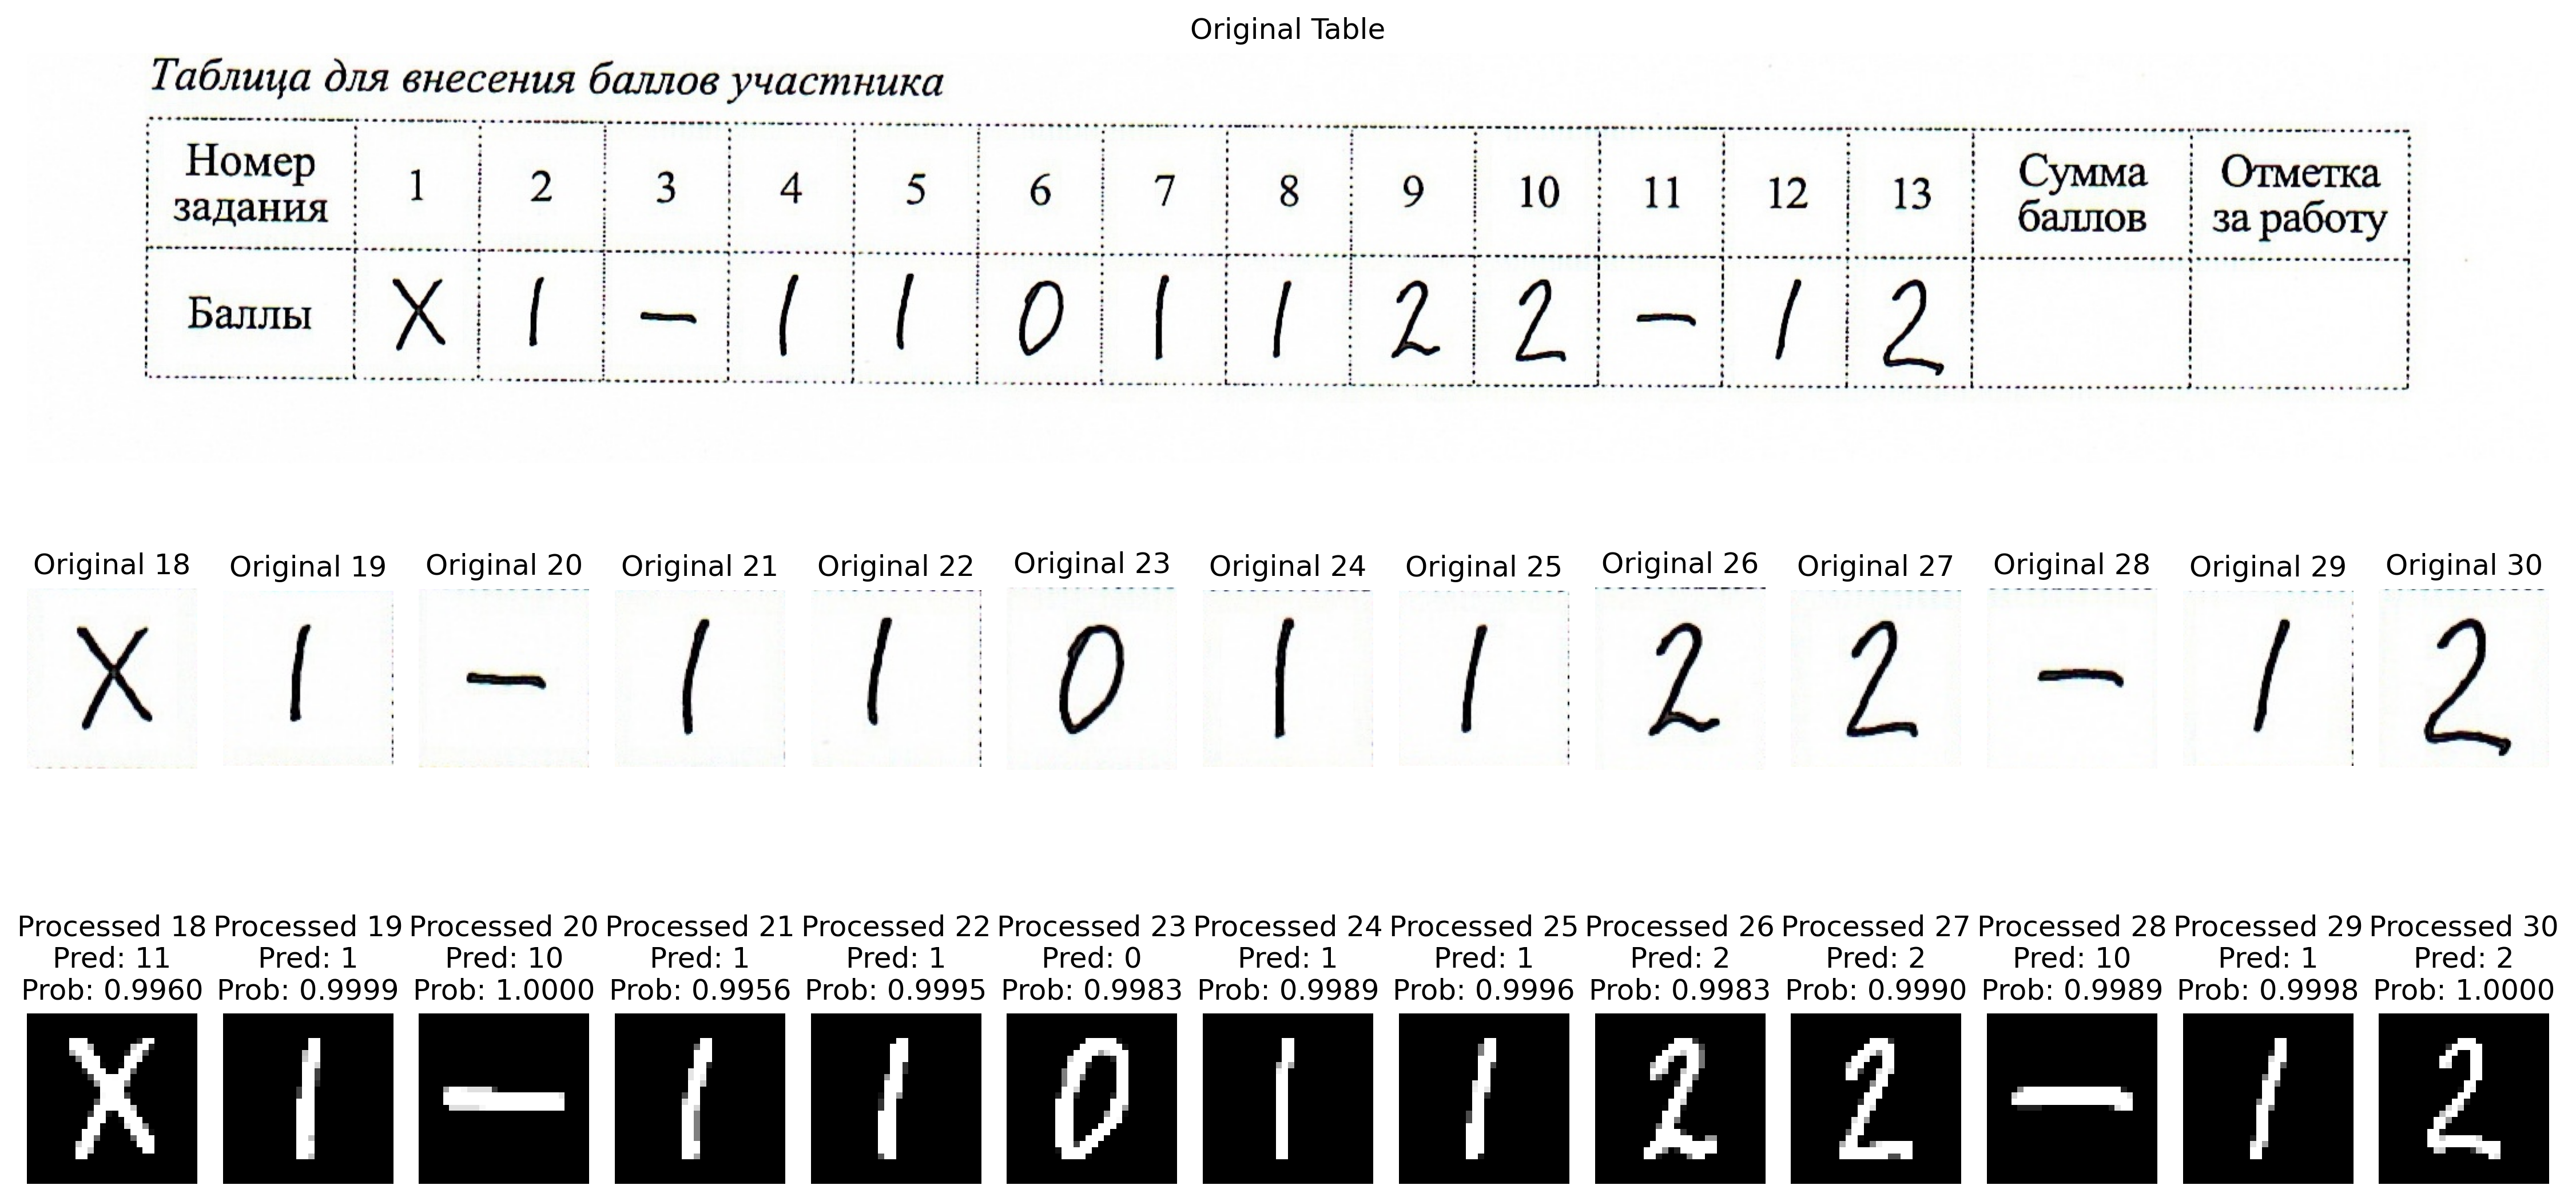 Original Table
Таблица для внесения баллов участника
Номер задания 1 2 3 4 5 6 7 8 9 10 11 12 13 Сумма баллов Отметка за работу
Баллы X 1 – 1 1 0 1 1 2 2 – 1 2
Original 18 Original 19 Original 20 Original 21 Original 22 Original 23 Original 24 Original 25 Original 26 Original 27 Original 28 Original 29 Original 30
X 1 – 1 1 0 1 1 2 2 – 1 2
Processed 18 Processed 19 Processed 20 Processed 21 Processed 22 Processed 23 Processed 24 Processed 25 Processed 26 Processed 27 Processed 28 Processed 29 Processed 30
Pred: 11 Pred: 1 Pred: 10 Pred: 1 Pred: 1 Pred: 0 Pred: 1 Pred: 1 Pred: 2 Pred: 2 Pred: 10 Pred: 1 Pred: 2
Prob: 0.9960 Prob: 0.9999 Prob: 1.0000 Prob: 0.9956 Prob: 0.9995 Prob: 0.9983 Prob: 0.9989 Prob: 0.9996 Prob: 0.9983 Prob: 0.9990 Prob: 0.9989 Prob: 0.9998 Prob: 1.0000
X 1 – 1 1 0 1 1 2 2 – 1 2